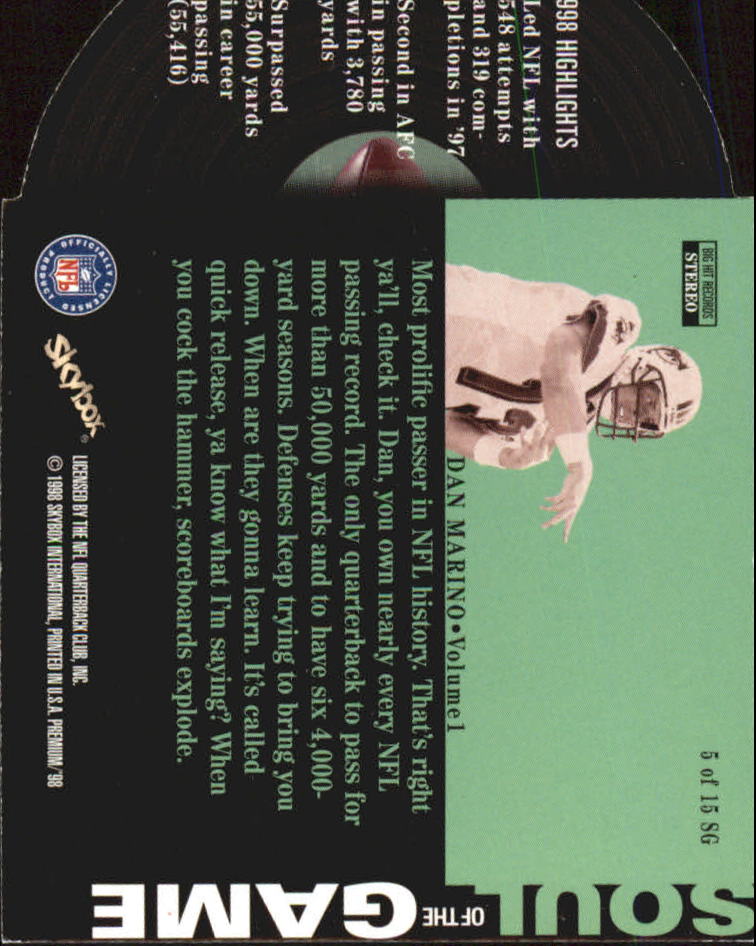 1998 HIGHLIGHTS
Led NFL with
548 attempts
and 319 com-
pletions in '97
Second in AFC
in passing
with 3,780
yards
Surpassed
55,000 yards
in career
passing
(55,416)
BIG HIT RECORDS
STEREO
5 of 15 SG
DAN MARINO•Volume 1
Most prolific passer in NFL history. That's right
ya'll, check it. Dan, you own nearly every NFL
passing record. The only quarterback to pass for
more than 50,000 yards and to have six 4,000-
yard seasons. Defenses keep trying to bring you
down. When are they gonna learn. It's called
quick release, ya know what I'm saying? When
you cock the hammer, scoreboards explode.
OFFICIALLY LICENSED PRODUCT
NFL
Skybox®
LICENSED BY THE NFL QUARTERBACK CLUB, INC.
© 1998 SKYBOX INTERNATIONAL, PRINTED IN U.S.A. PREMIUM/'98
SOUL
OF THE
GAME